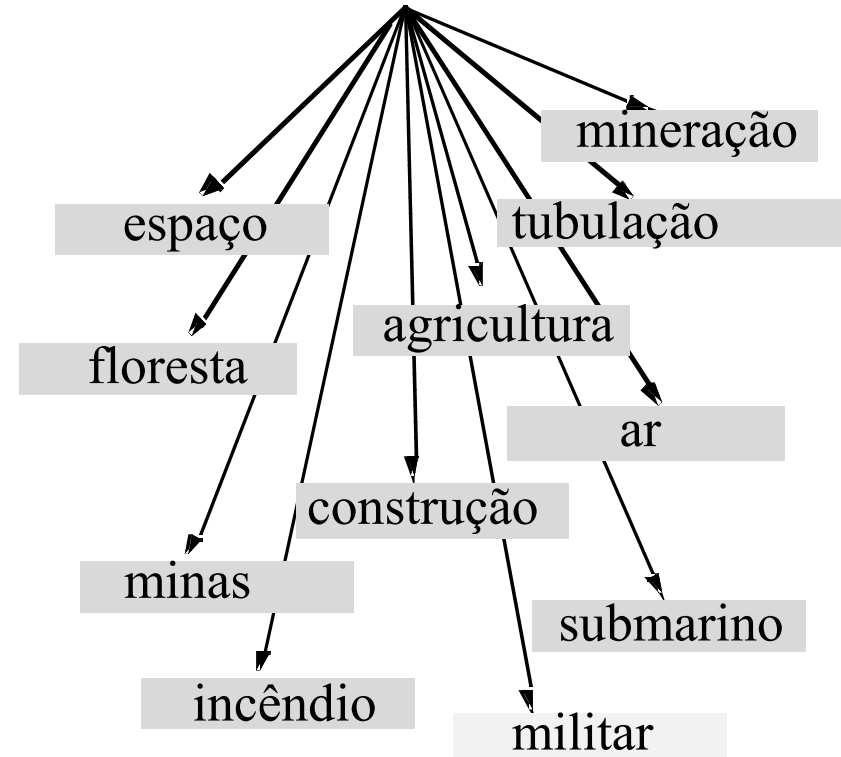 mineração
espaço
tubulação
agricultura
floresta
ar
construção
minas
submarino
incêndio
militar